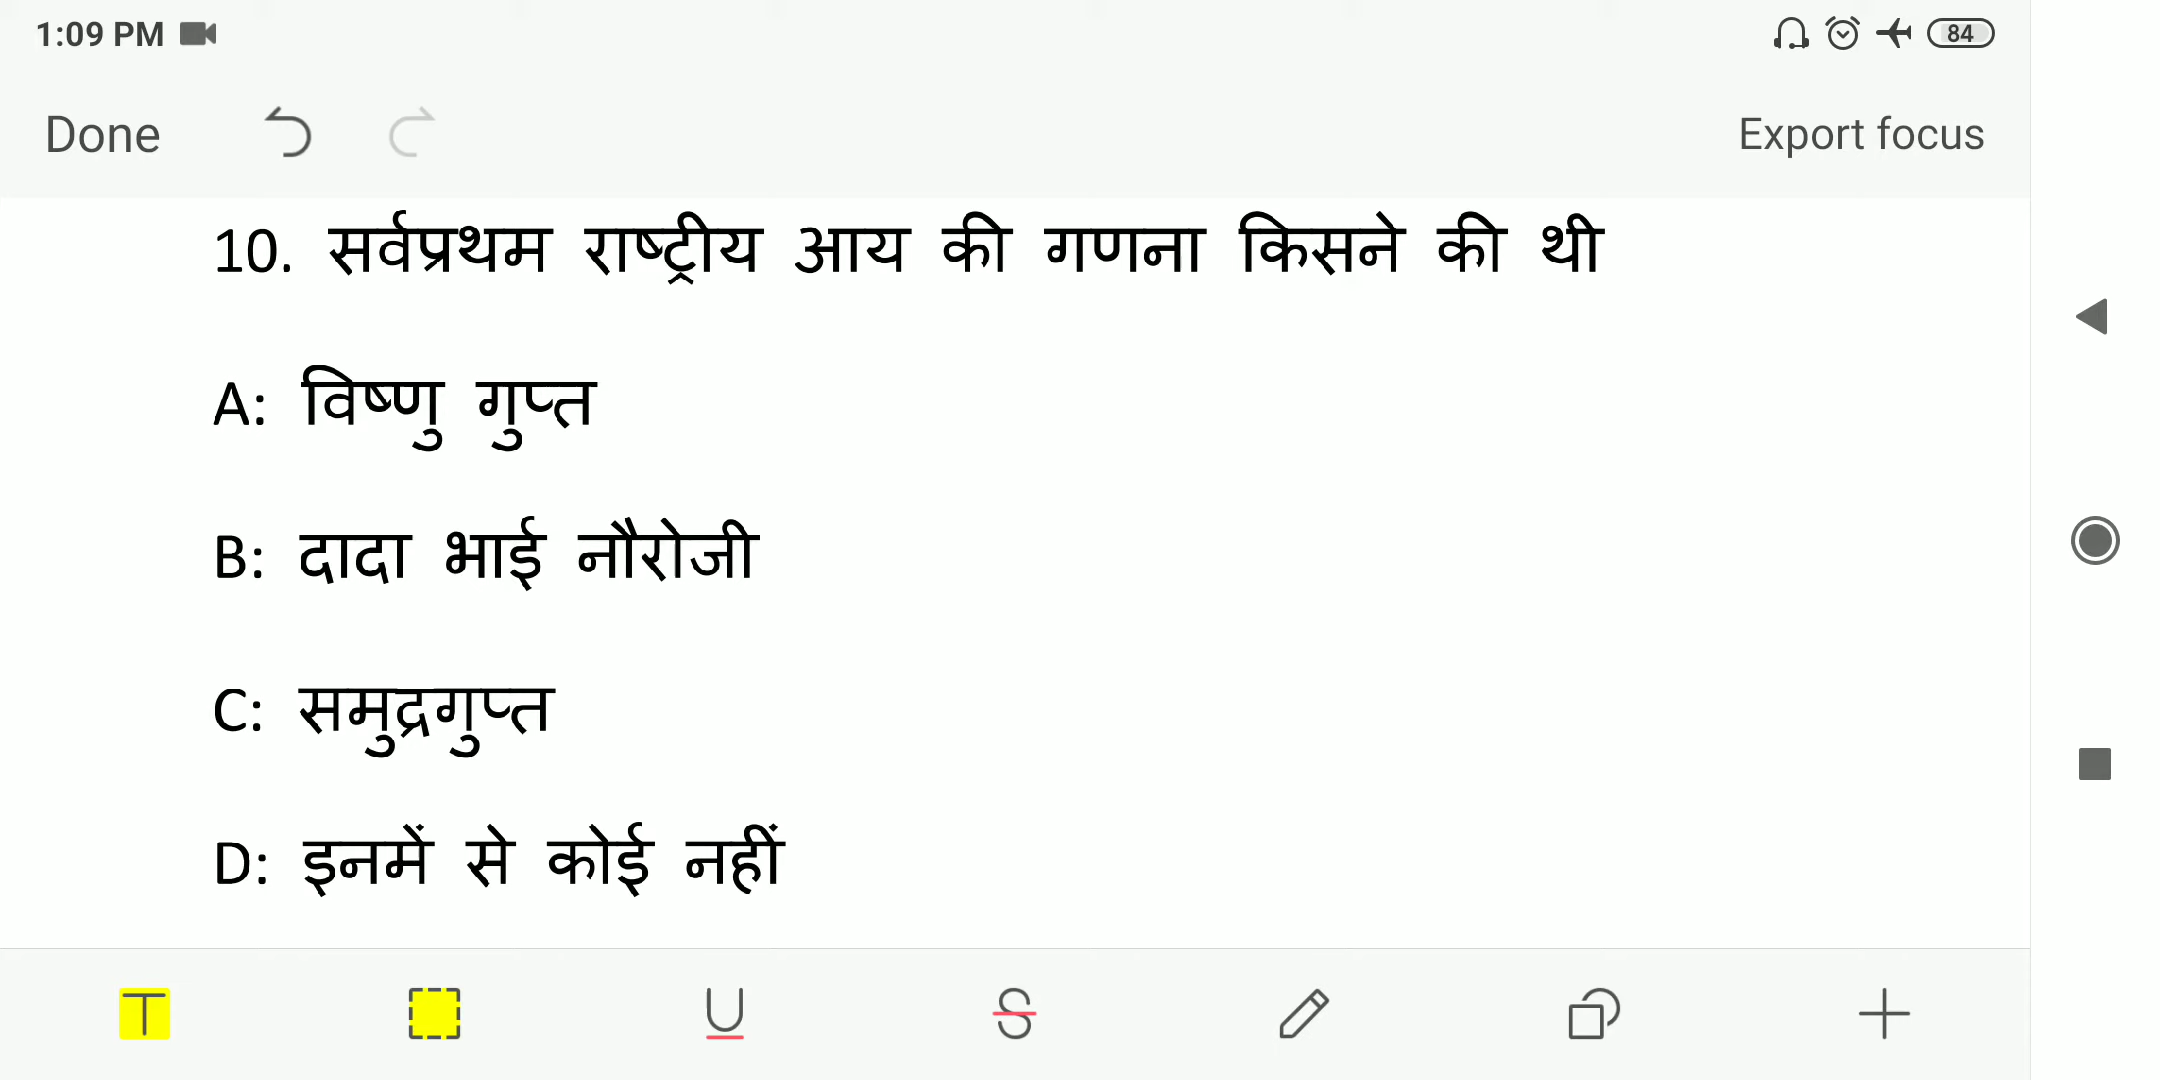 1:09 PM
84
Done
Export focus
10. सर्वप्रथम राष्ट्रीय आय की गणना किसने की थी
A: विष्णु गुप्त
B: दादा भाई नौरोजी
C: समुद्रगुप्त
D: इनमें से कोई नहीं
T U S